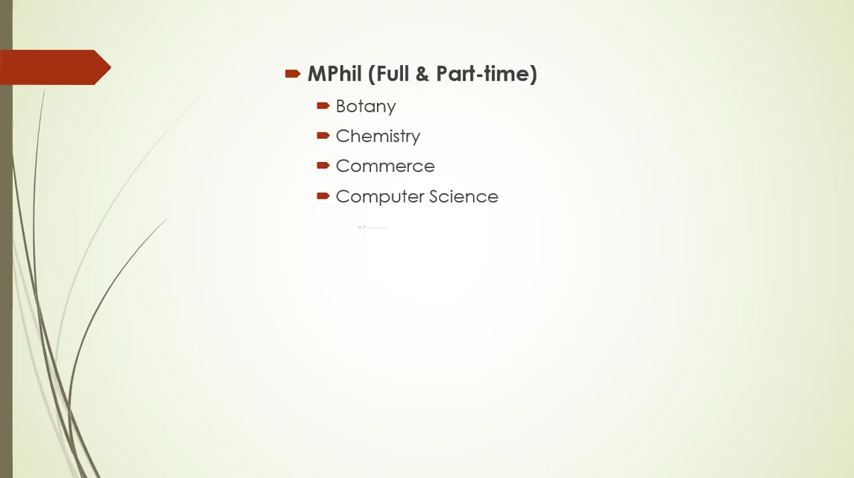 MPhil (Full & Part-time)
Botany
Chemistry
Commerce
Computer Science